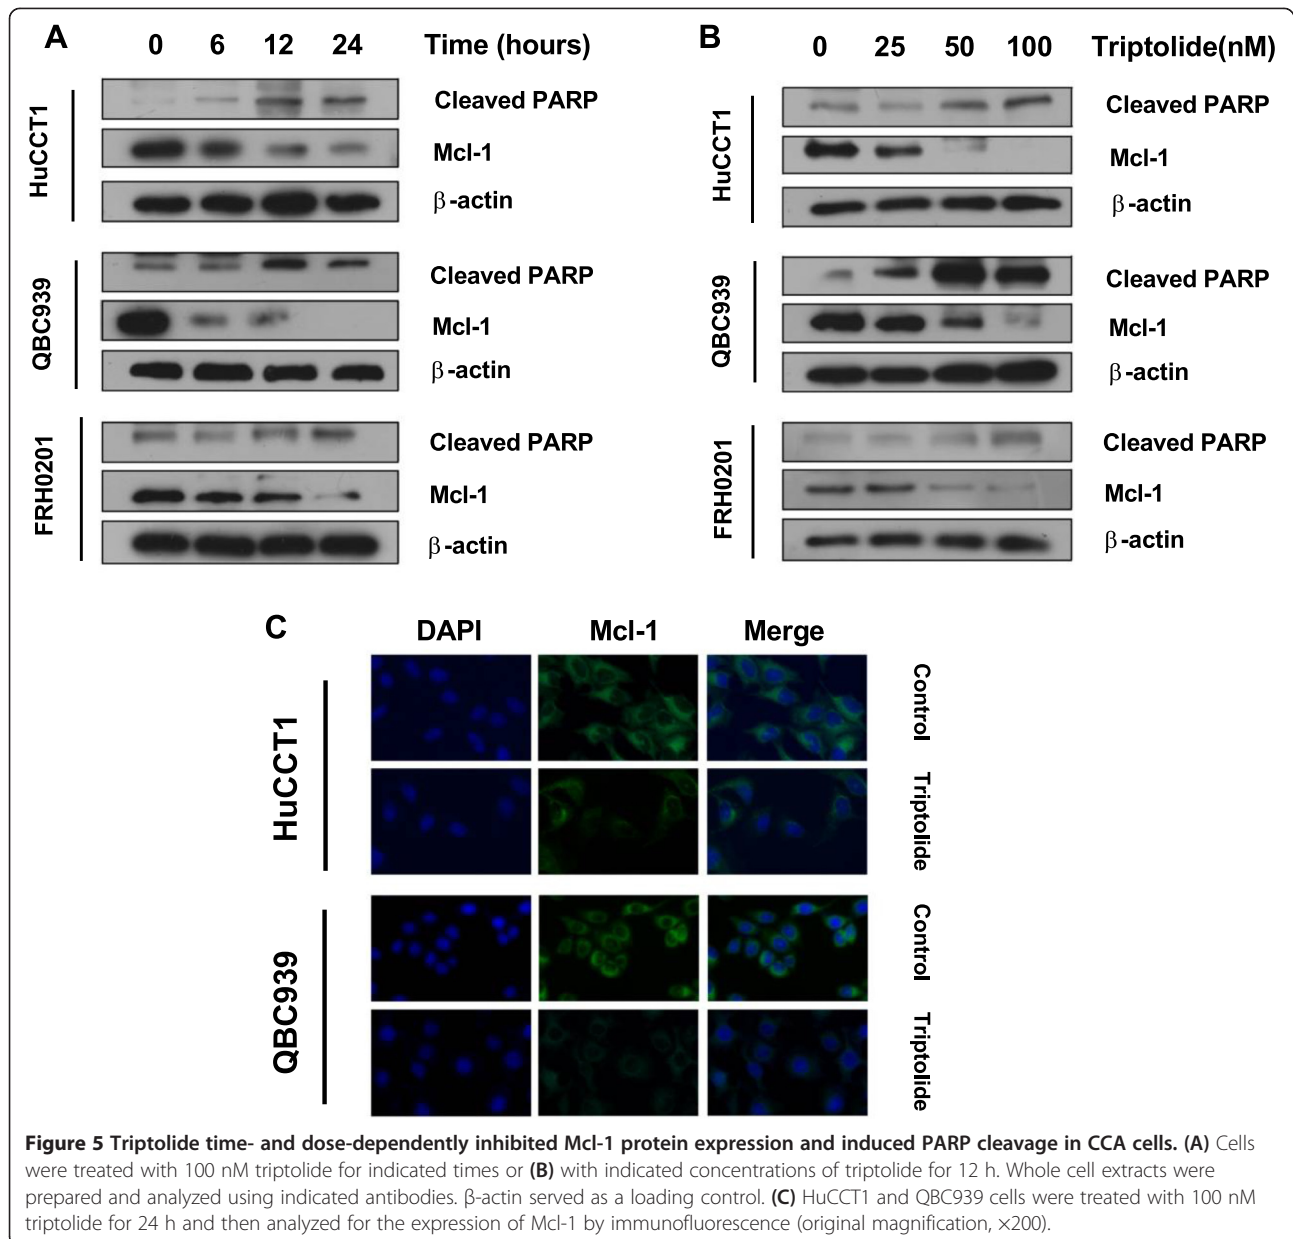 A
0 6 12 24 Time (hours)
HuCCT1
Cleaved PARP
Mcl-1
β-actin
QBC939
Cleaved PARP
Mcl-1
β-actin
FRH0201
Cleaved PARP
Mcl-1
β-actin
B
0 25 50 100 Triptolide(nM)
HuCCT1
Cleaved PARP
Mcl-1
β-actin
QBC939
Cleaved PARP
Mcl-1
β-actin
FRH0201
Cleaved PARP
Mcl-1
β-actin
C
DAPI Mcl-1 Merge
HuCCT1
Control
Triptolide
QBC939
Control
Triptolide
Figure 5 Triptolide time- and dose-dependently inhibited Mcl-1 protein expression and induced PARP cleavage in CCA cells. (A) Cells
were treated with 100 nM triptolide for indicated times or (B) with indicated concentrations of triptolide for 12 h. Whole cell extracts were
prepared and analyzed using indicated antibodies. β-actin served as a loading control. (C) HuCCT1 and QBC939 cells were treated with 100 nM
triptolide for 24 h and then analyzed for the expression of Mcl-1 by immunofluorescence (original magnification, ×200).